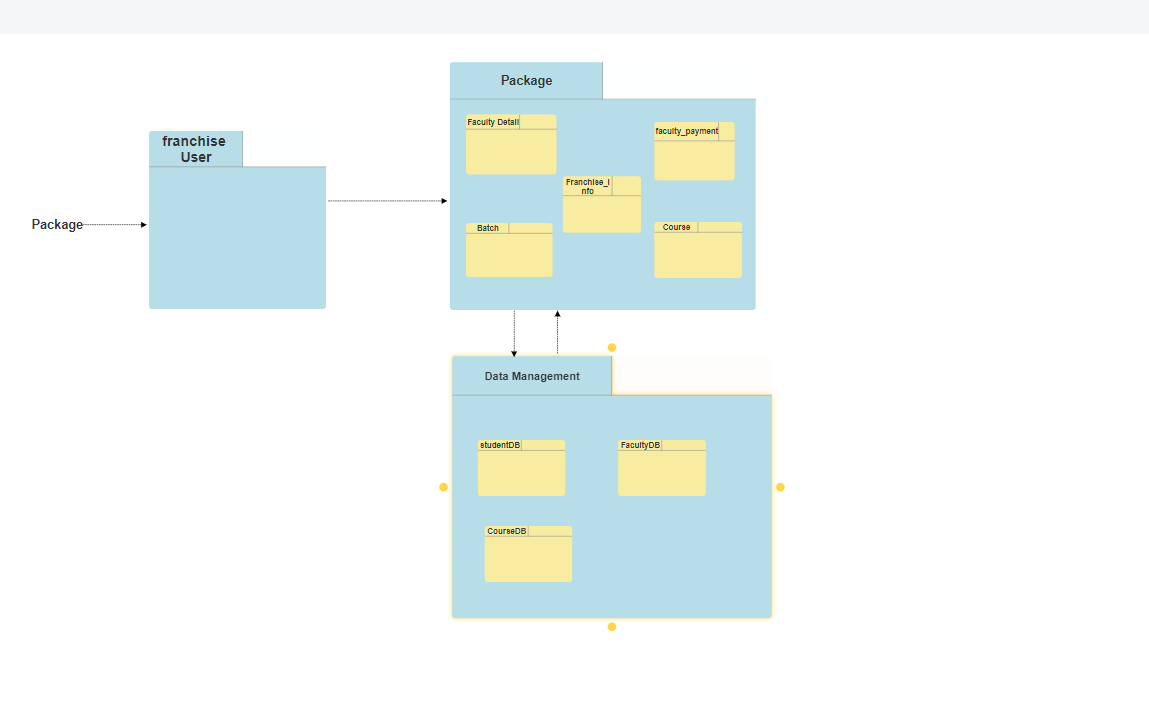 Package
franchise
User
Package
Faculty Detail
faculty_payment
Franchise_I
nfo
Batch
Course
Data Management
studentDB
FacultyDB
CourseDB